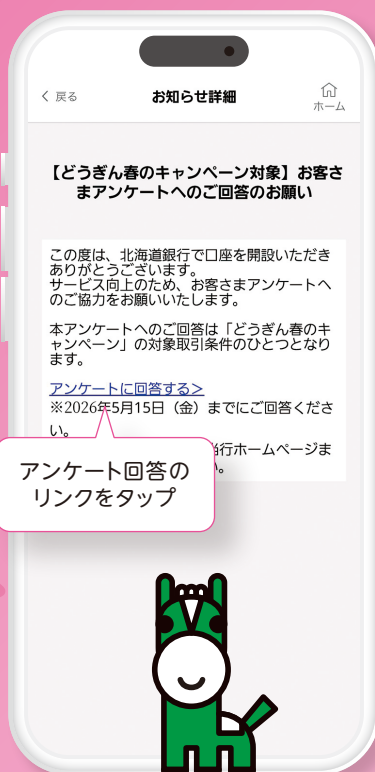 戻る お知らせ詳細 ホーム
【どうぎん春のキャンペーン対象】お客さ
まアンケートへのご回答のお願い
この度は、北海道銀行で口座を開設いただき
ありがとうございます。
サービス向上のため、お客さまアンケートへ
のご協力をお願いいたします。
本アンケートへのご回答は「どうぎん春のキ
ャンペーン」の対象取引条件のひとつとなり
ます。
アンケートに回答する>
※2026年5月15日（金）までにご回答くださ
い。
行ホームページま
。
アンケート回答の
リンクをタップ